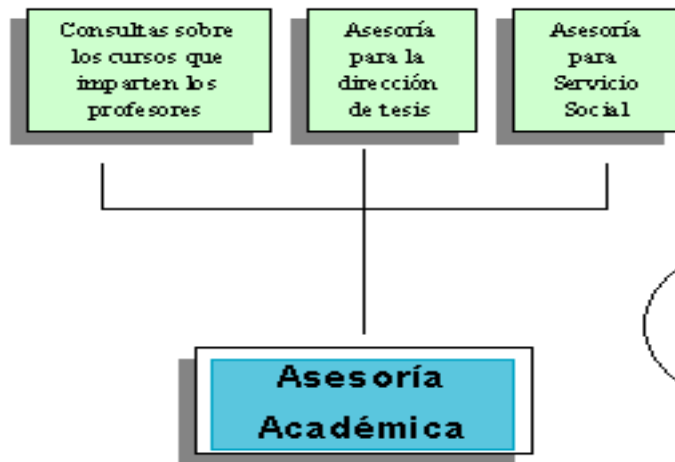 Consultas sobre
los cursos que
imparten los
profesores
Asesoría
para la
dirección
de tesis
Asesoría
para
Servicio
Social
Asesoría
Académica